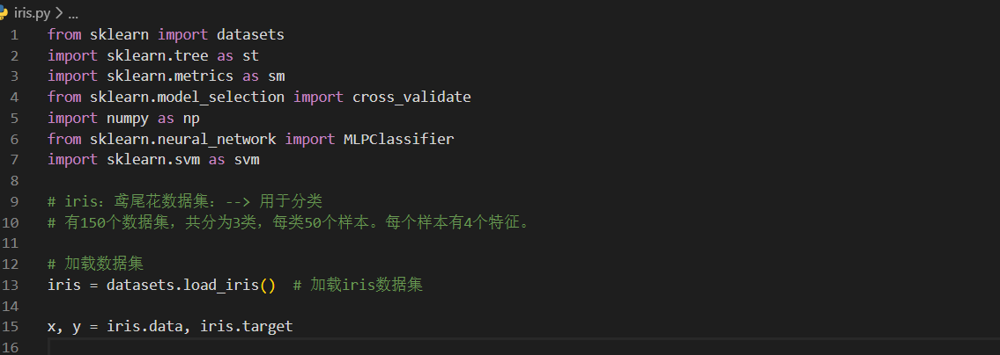 iris.py > ...
1 from sklearn import datasets
2 import sklearn.tree as st
3 import sklearn.metrics as sm
4 from sklearn.model_selection import cross_validate
5 import numpy as np
6 from sklearn.neural_network import MLPClassifier
7 import sklearn.svm as svm
8
9 # iris：鸢尾花数据集：--> 用于分类
10 # 有150个数据集，共分为3类，每类50个样本。每个样本有4个特征。
11
12 # 加载数据集
13 iris = datasets.load_iris()  # 加载iris数据集
14
15 x, y = iris.data, iris.target
16